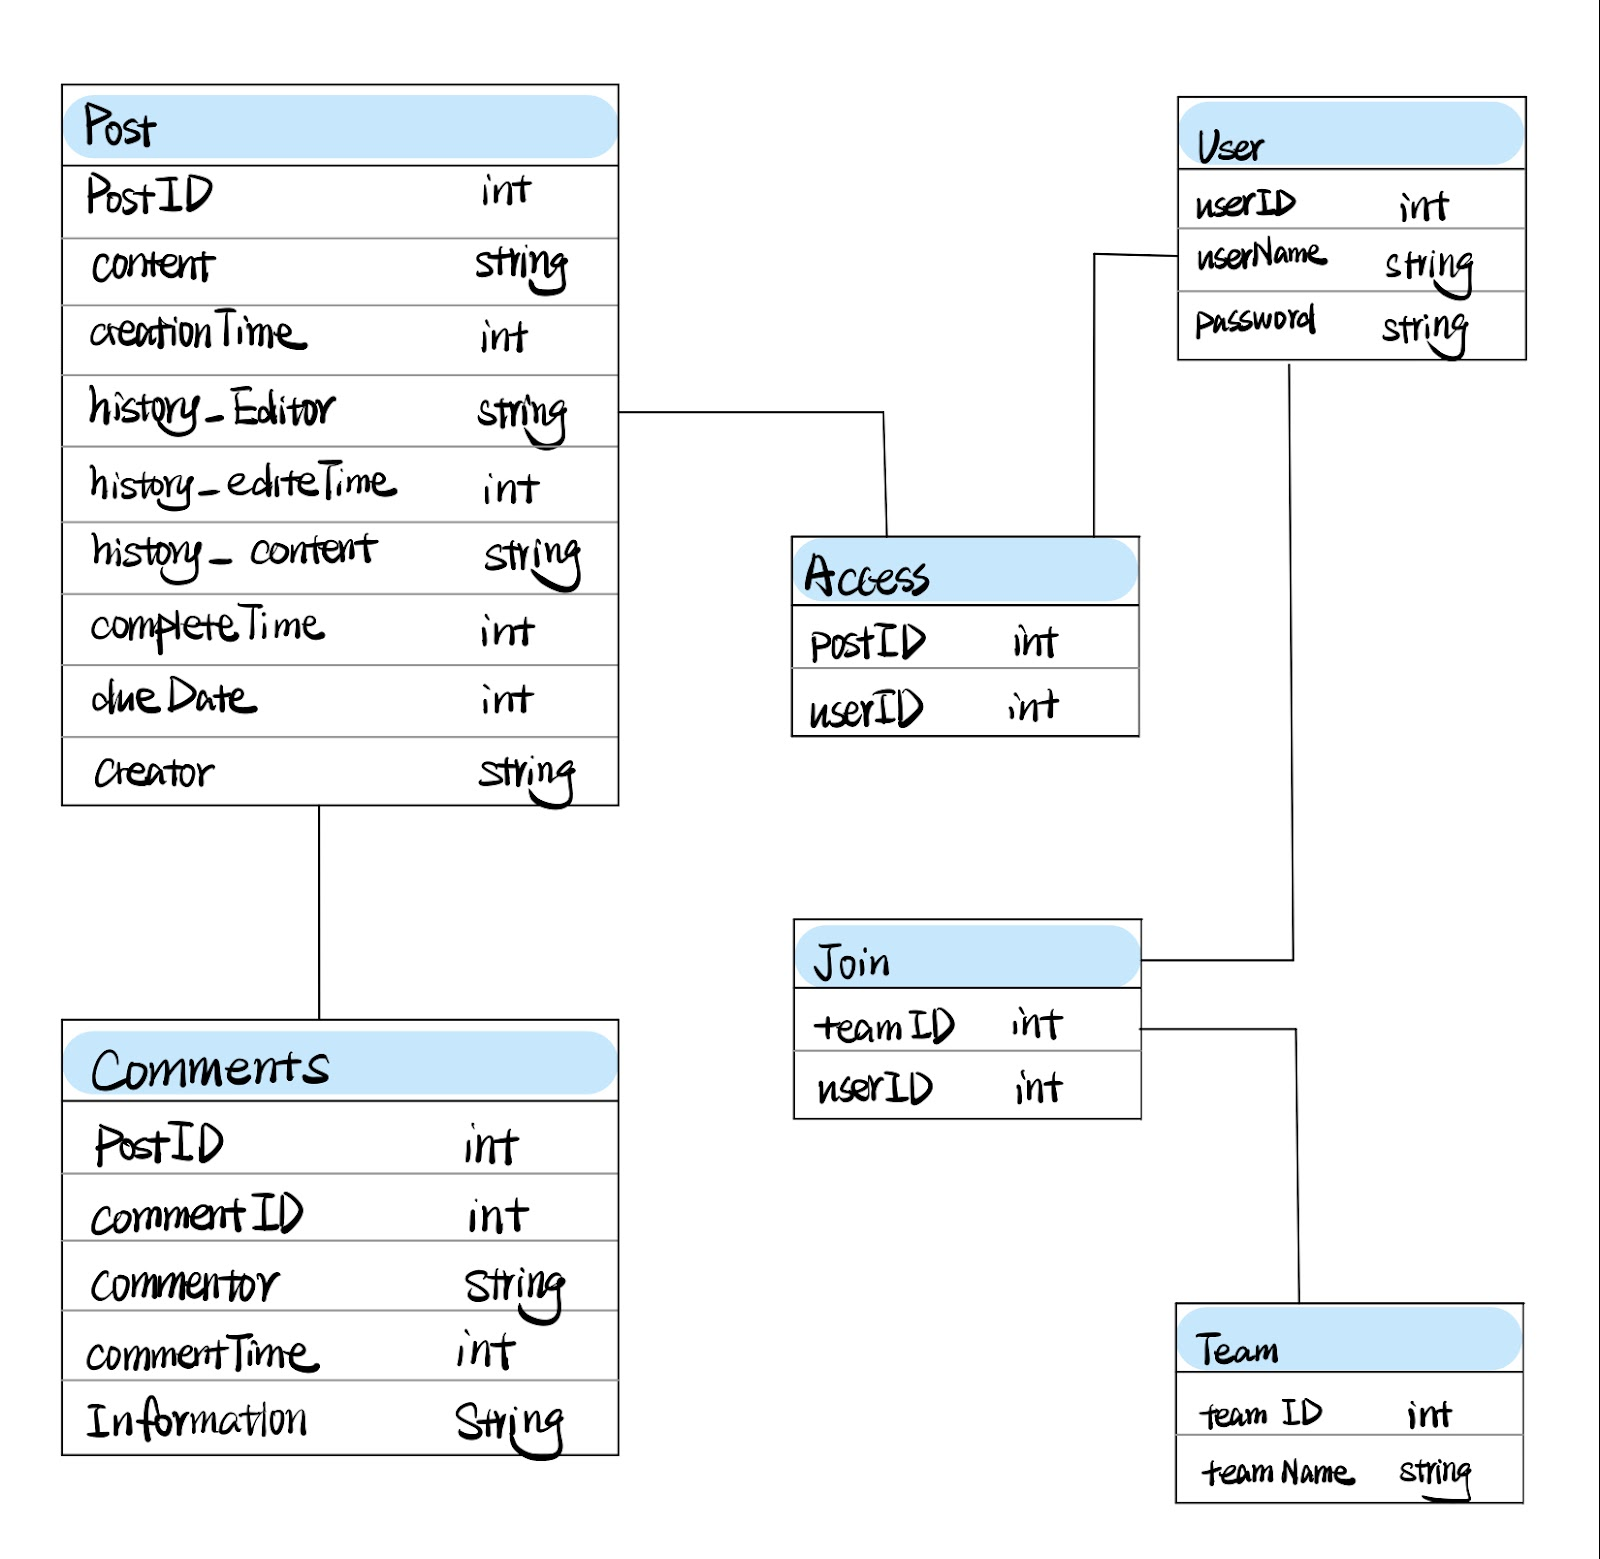 Post
PostID int
content string
creationTime int
history_Editor string
history_editeTime int
history_content string
completeTime int
dueDate int
creator string
User
userID int
userName string
password string
Access
postID int
userID int
Join
teamID int
userID int
Comments
PostID int
commentID int
commentor string
commentTime int
Information String
Team
team ID int
team Name string